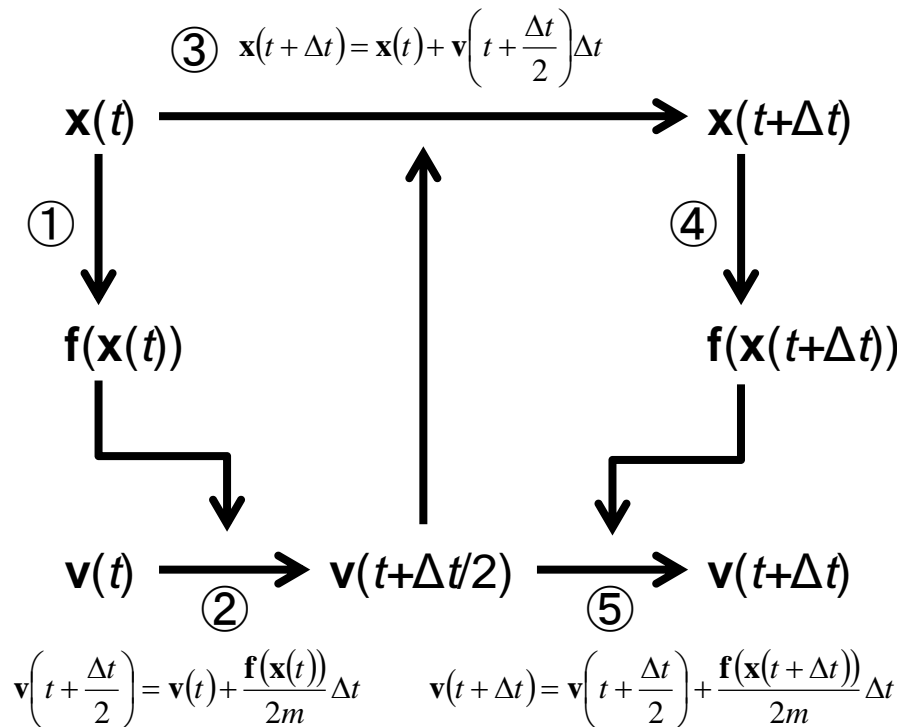 ③ x(t + Δt) = x(t) + v(t + Δt/2)Δt
x(t) x(t+Δt)
① ④
f(x(t)) f(x(t+Δt))
v(t) v(t+Δt/2) v(t+Δt)
② ⑤
v(t + Δt/2) = v(t) + f(x(t))/2m Δt v(t + Δt) = v(t + Δt/2) + f(x(t + Δt))/2m Δt